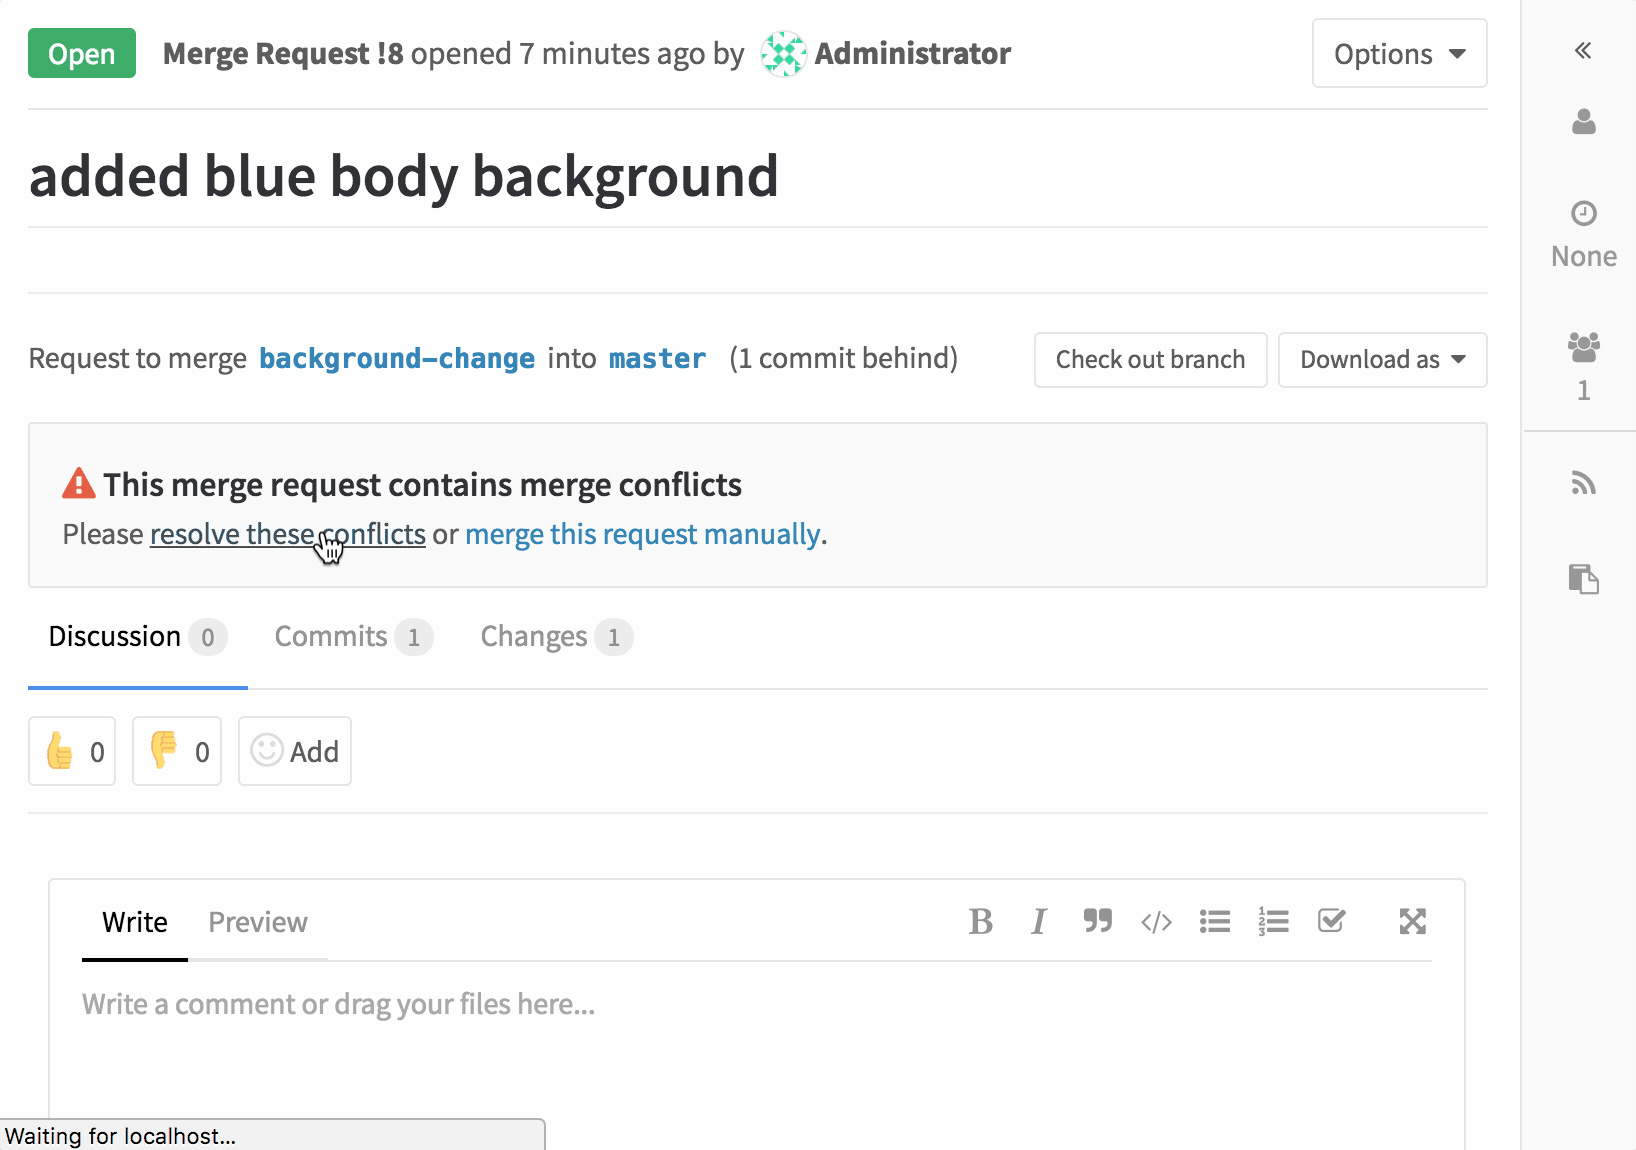 Open Merge Request !8 opened 7 minutes ago by Administrator Options
added blue body background
None
Request to merge background-change into master (1 commit behind) Check out branch Download as
1
This merge request contains merge conflicts
Please resolve these conflicts or merge this request manually.
Discussion 0 Commits 1 Changes 1
0 0 Add
Write Preview B I
Write a comment or drag your files here...
Waiting for localhost...